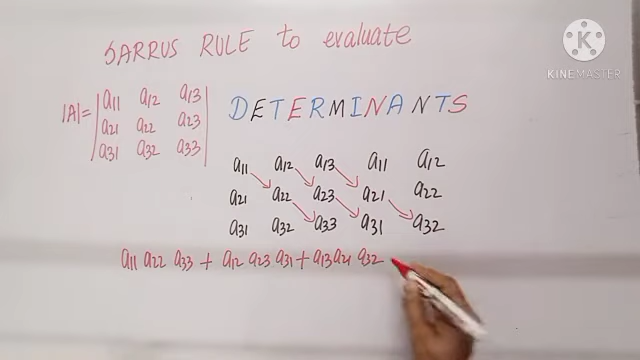 SARRUS RULE to evaluate
KINEMASTER
|A|= a11 a12 a13
a21 a22 a23
a31 a32 a33
DETERMINANTS
a11 a12 a13 a11 a12
a21 a22 a23 a21 a22
a31 a32 a33 a31 a32
a11 a22 a33 + a12 a23 a31 + a13 a21 a32